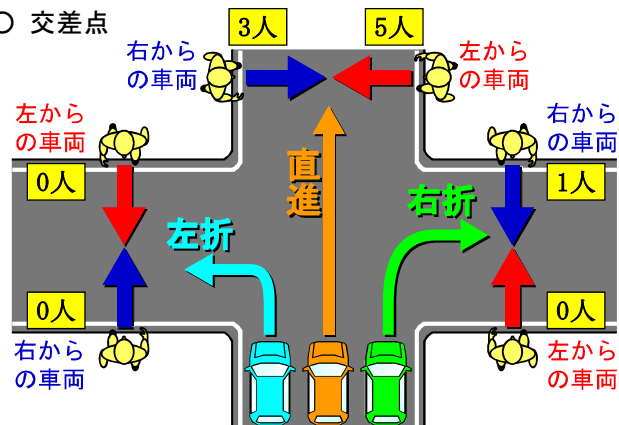 ○ 交差点
3人
5人
右から
の車両
左から
の車両
左から
の車両
右から
の車両
0人
1人
直進
左折
右折
0人
0人
右から
の車両
左から
の車両